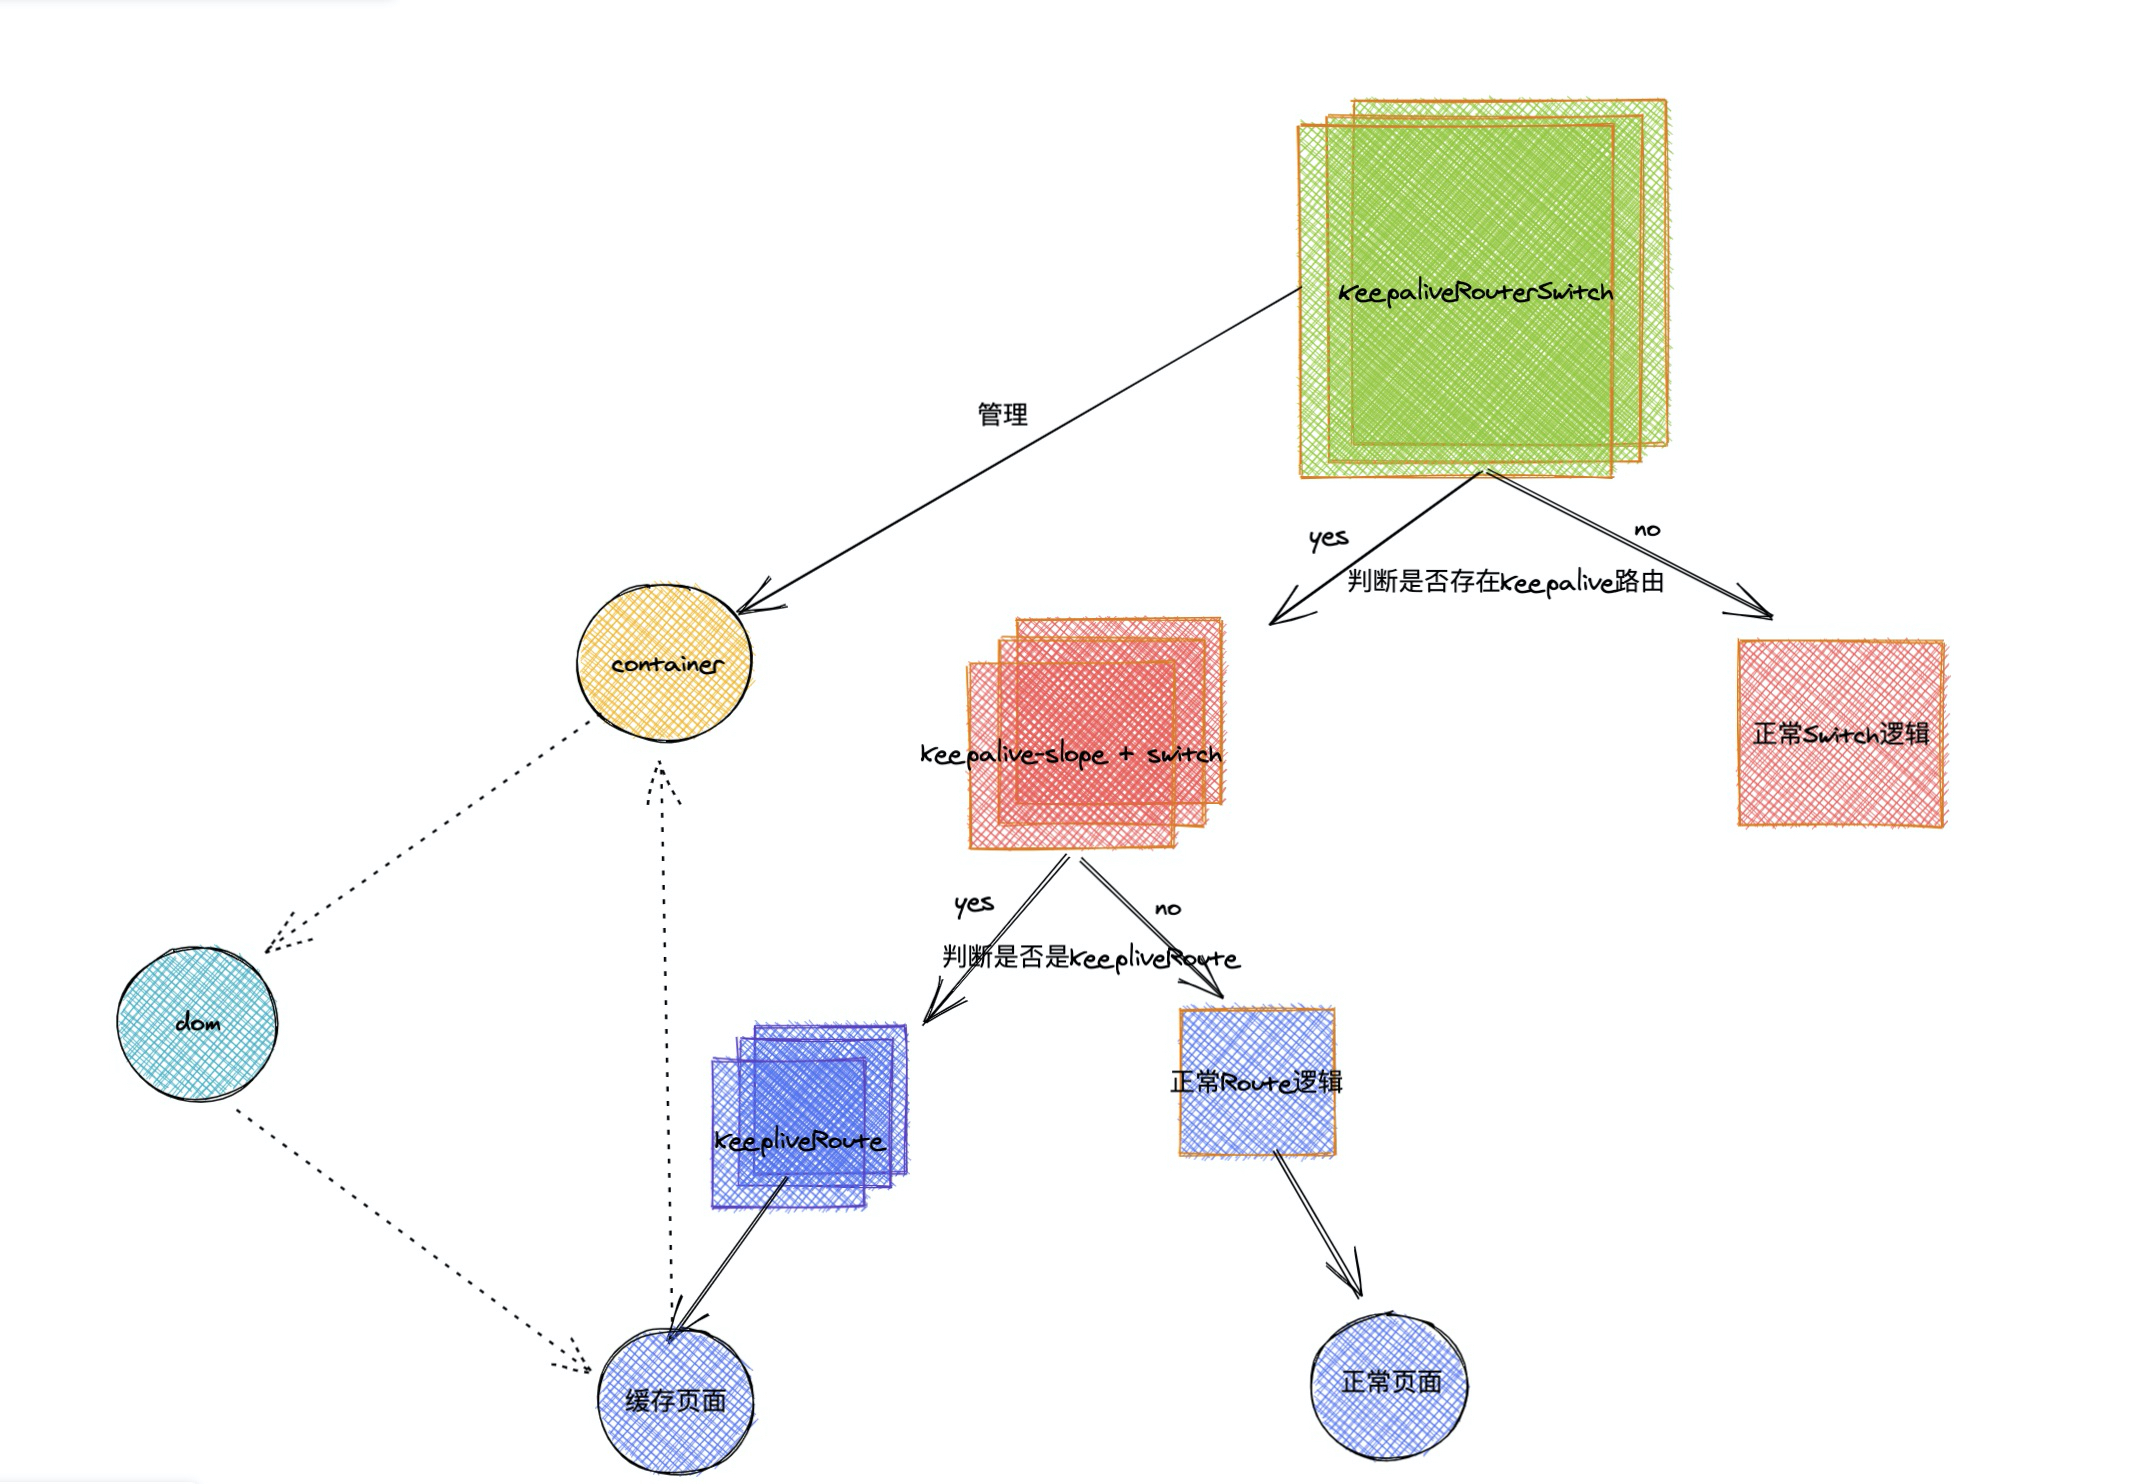 keepaliveRouterSwitch
管理
yes
no
判断是否存在keepalive路由
container
keepalive-slope + switch
正常Switch逻辑
yes
no
判断是否是keepliveRoute
dom
keepliveRoute
正常Route逻辑
缓存页面
正常页面